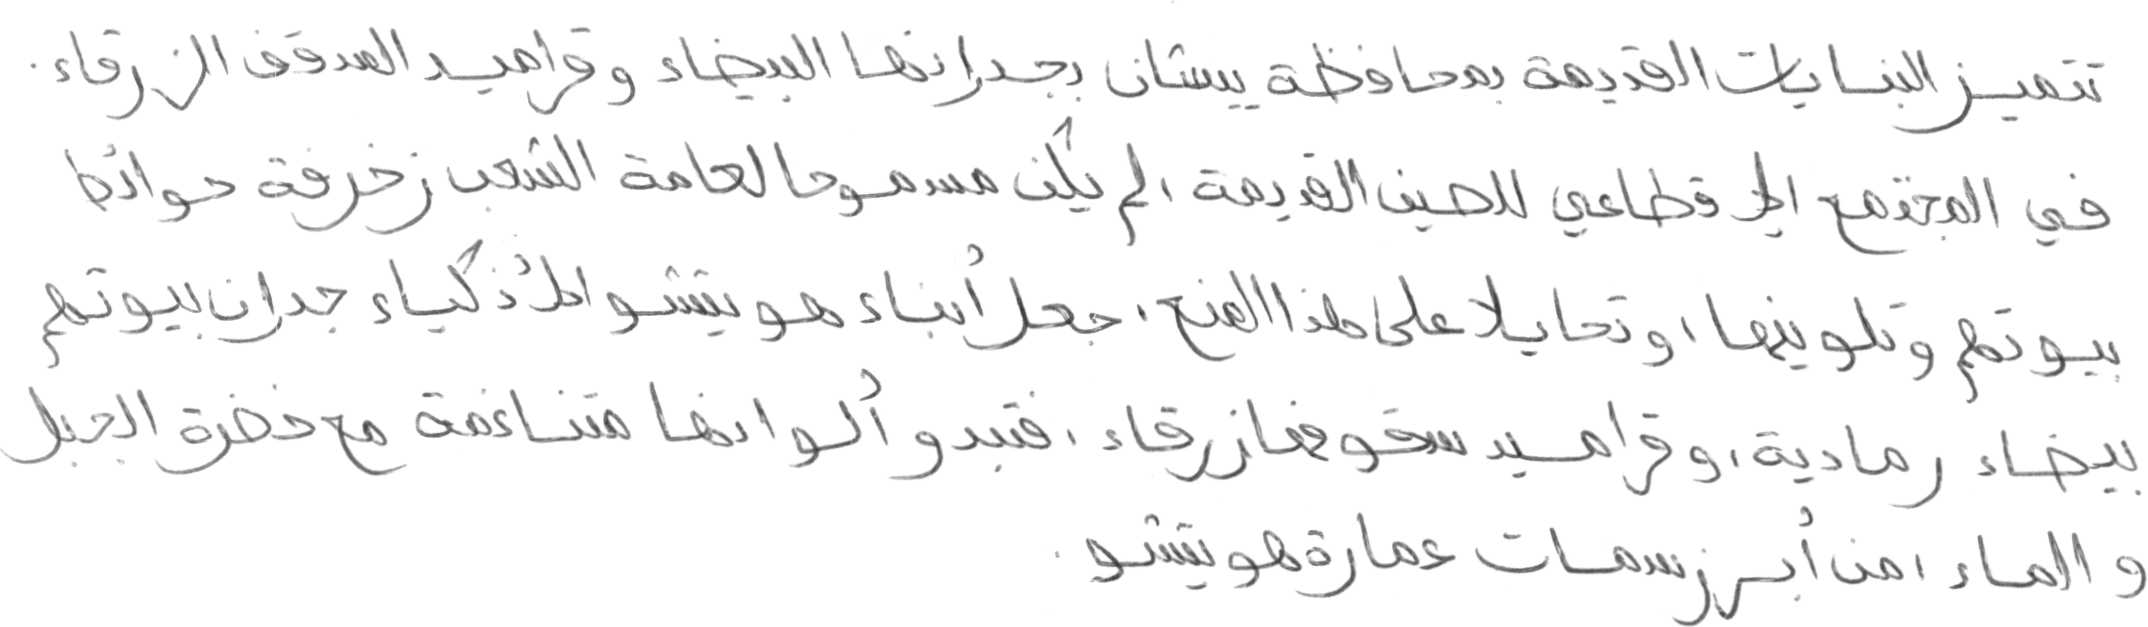 تتميز البنايات القديمة بمحافظة ييشان بجدرانها البيضاء وقراميد السقف الزرقاء.
في المجتمع الإقطاعي للصين القديمة، لم يكن مسموحا لعامة الشعب زخرفة حوائط
بيوتهم وتلوينها، وتحايلا على هذا المنع، جعل أبناء هويتشو الأذكياء جدران بيوتهم
بيضاء رمادية، وقراميد سقوفها زرقاء، فتبدو ألوانها متناغمة مع خضرة الجبل
والماء، من أبرز سمات عمارة هويتشو.